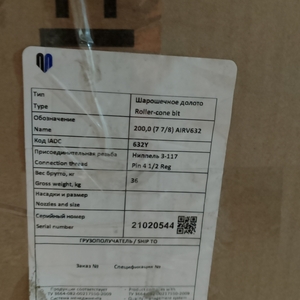 Тип
Type
Шарошечное долото
Roller-cone bit
Обозначение
Name
200,0 (7 7/8) AIRV632
Код IADC
632Y
Присоединительная резьба
Connection thread
Ниппель З-117
Pin 4 1/2 Reg
Вес брутто, кг
Gross weight, kg
36
Насадки и размер
Nozzles and size
Серийный номер
Serial number
21020544
ГРУЗОПОЛУЧАТЕЛЬ / SHIP TO
Заказ №
Спецификация №